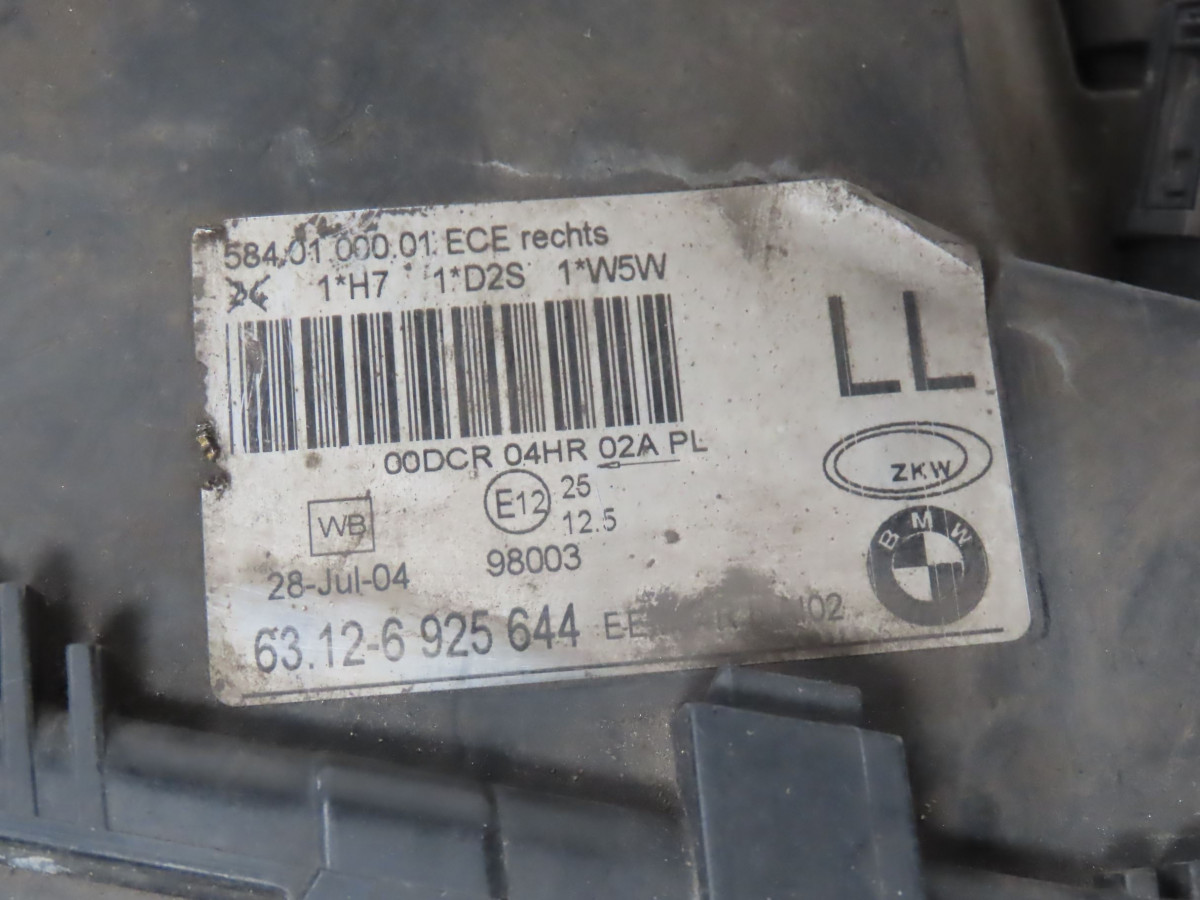 584.01.000.01 ECE rechts
1*H7 1*D2S 1*W5W
LL
00DCR 04HR 02A PL
ZKW
WB
E12
25
12.5
98003
28-Jul-04
BMW
63.12-6 925 644